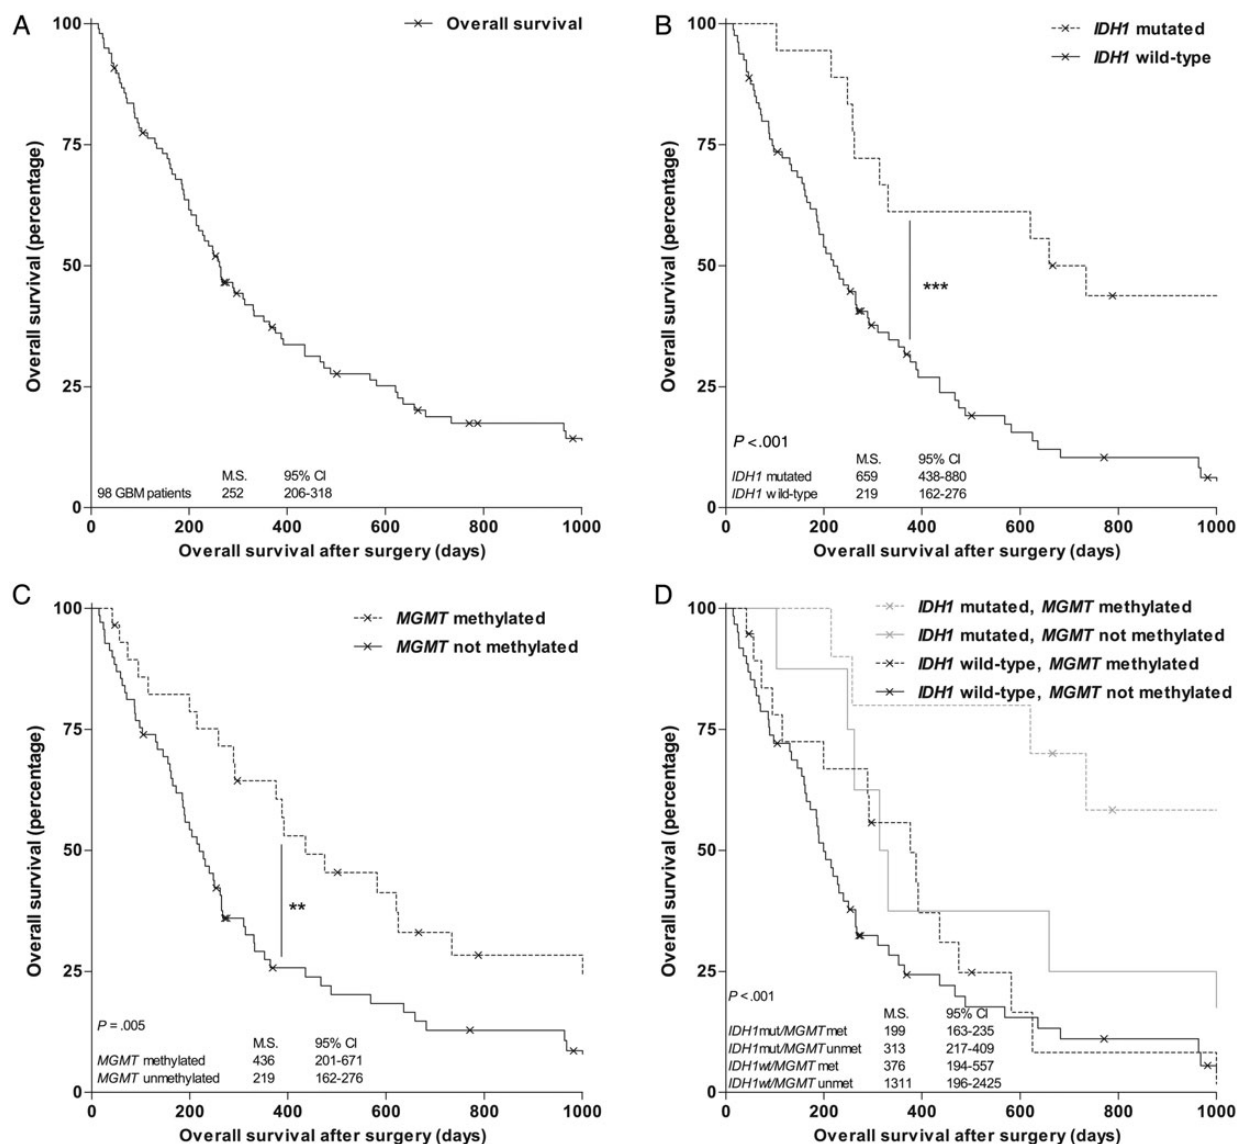 A
Overall survival
100
75
50
25
0
Overall survival (percentage)
M.S. 95% CI
98 GBM patients 252 206-318
0 200 400 600 800 1000
Overall survival after surgery (days)
B
IDH1 mutated
IDH1 wild-type
100
75
50
25
0
Overall survival (percentage)
***
P <.001
M.S. 95% CI
IDH1 mutated 659 438-880
IDH1 wild-type 219 162-276
0 200 400 600 800 1000
Overall survival after surgery (days)
C
MGMT methylated
MGMT not methylated
100
75
50
25
0
Overall survival (percentage)
**
P = .005
M.S. 95% CI
MGMT methylated 436 201-671
MGMT unmethylated 219 162-276
0 200 400 600 800 1000
Overall survival after surgery (days)
D
IDH1 mutated, MGMT methylated
IDH1 mutated, MGMT not methylated
IDH1 wild-type, MGMT methylated
IDH1 wild-type, MGMT not methylated
100
75
50
25
0
Overall survival (percentage)
P <.001
M.S. 95% CI
IDH1mut/MGMT met 199 163-235
IDH1mut/MGMT unmet 313 217-409
IDH1wt/MGMT met 376 194-557
IDH1wt/MGMT unmet 1311 196-2425
0 200 400 600 800 1000
Overall survival after surgery (days)